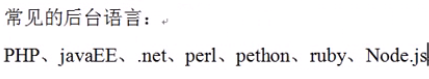 常见的后台语言：
PHP、javaEE、.net、perl、pethon、ruby、Node.js